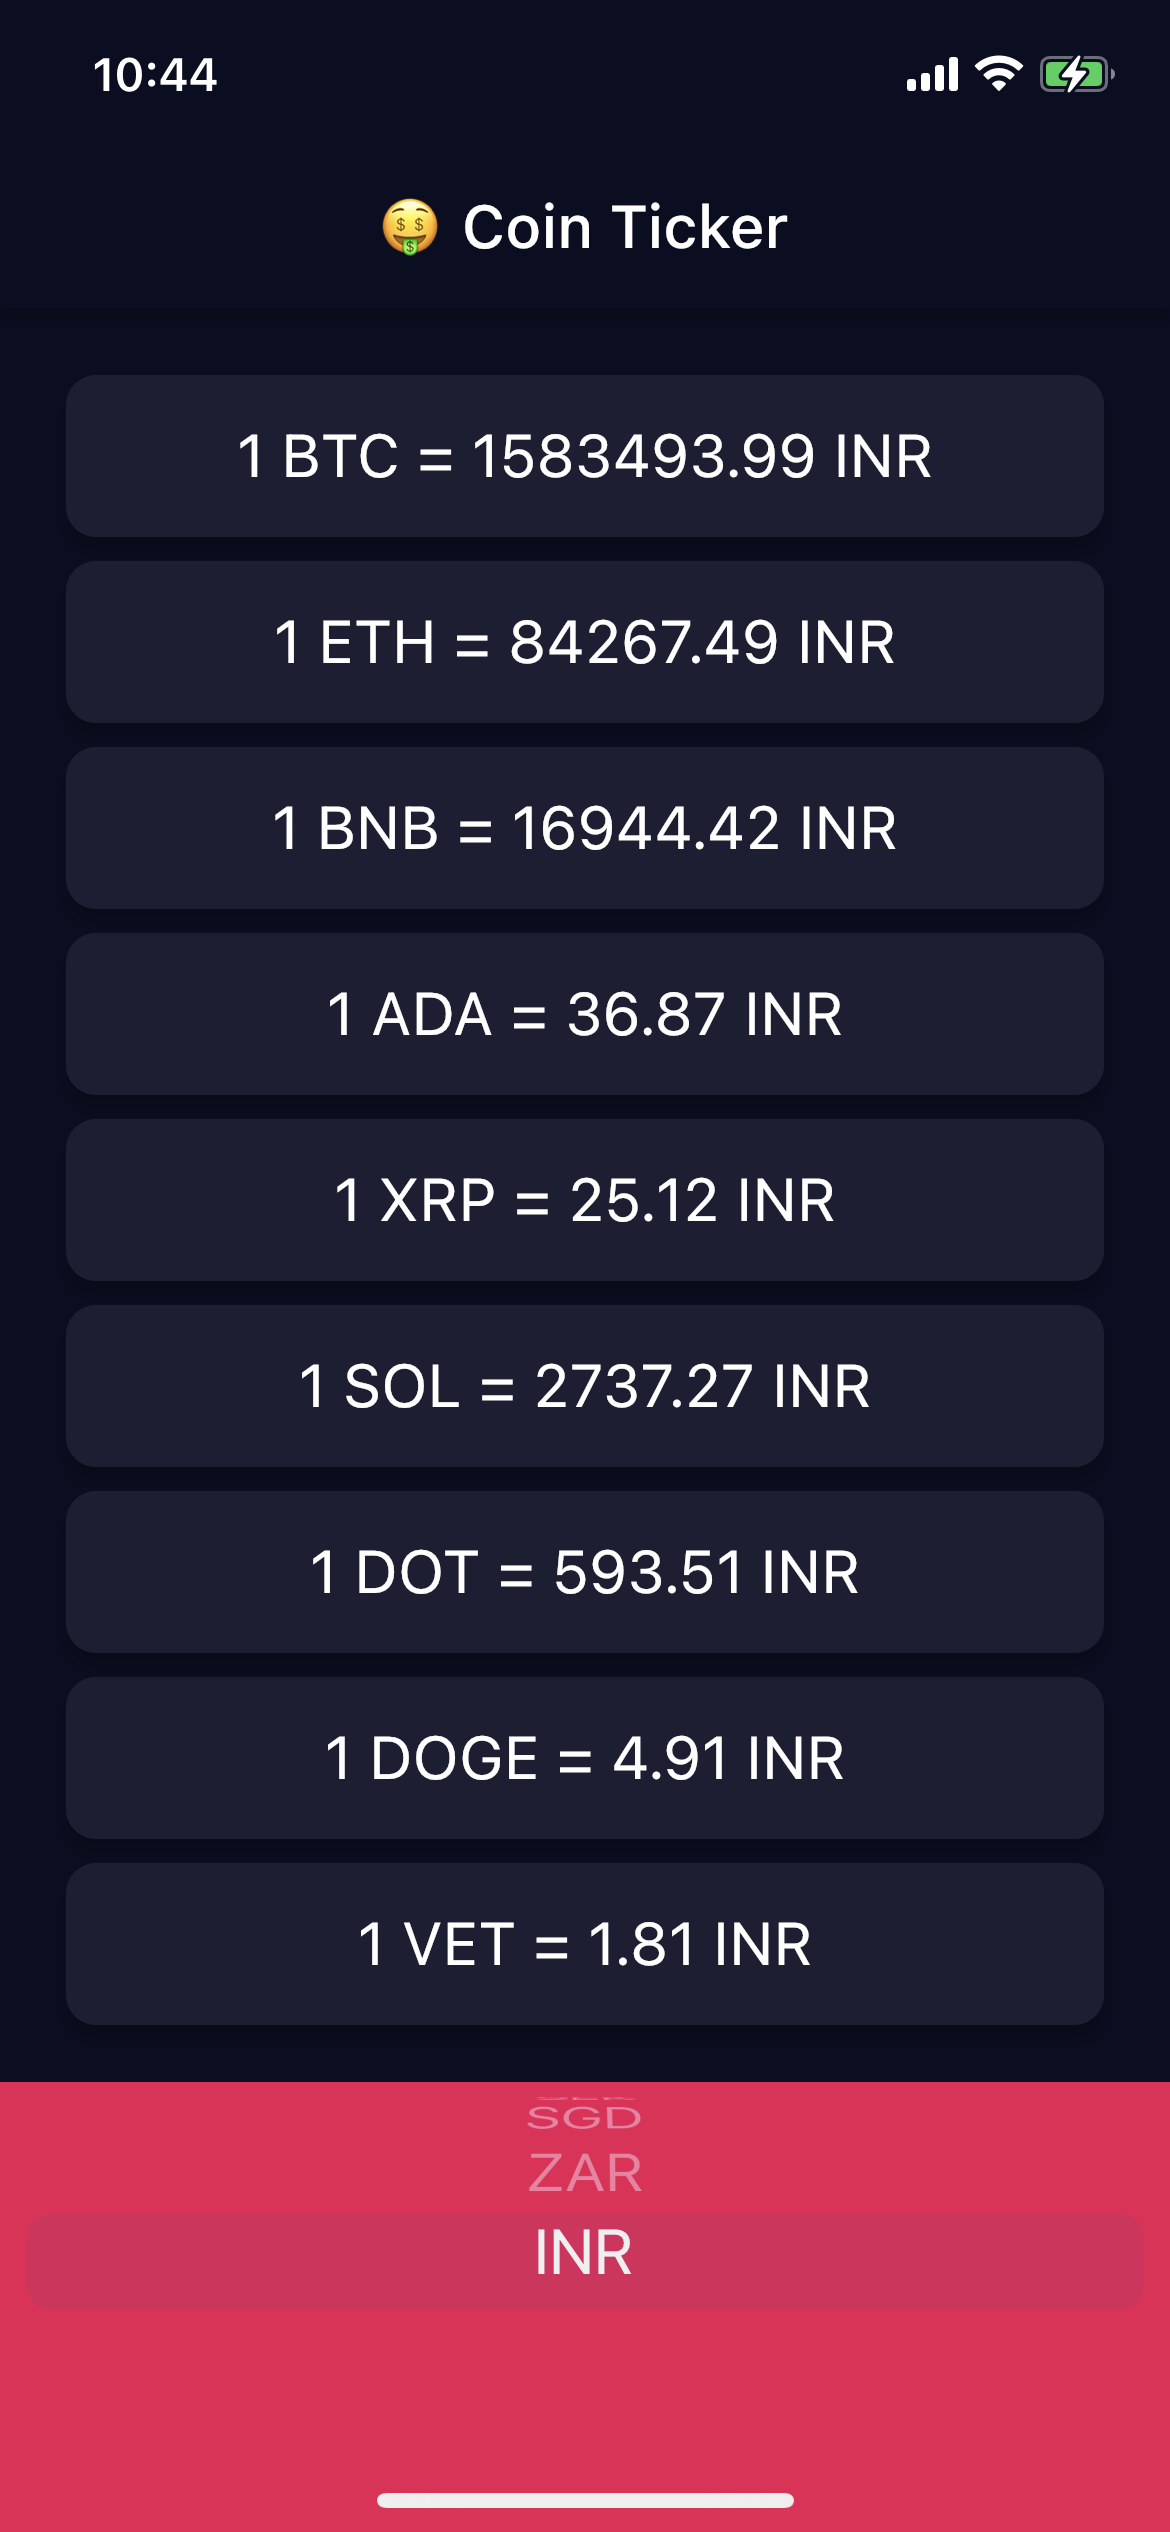 10:44
🤑 Coin Ticker
1 BTC = 1583493.99 INR
1 ETH = 84267.49 INR
1 BNB = 16944.42 INR
1 ADA = 36.87 INR
1 XRP = 25.12 INR
1 SOL = 2737.27 INR
1 DOT = 593.51 INR
1 DOGE = 4.91 INR
1 VET = 1.81 INR
SGD
ZAR
INR